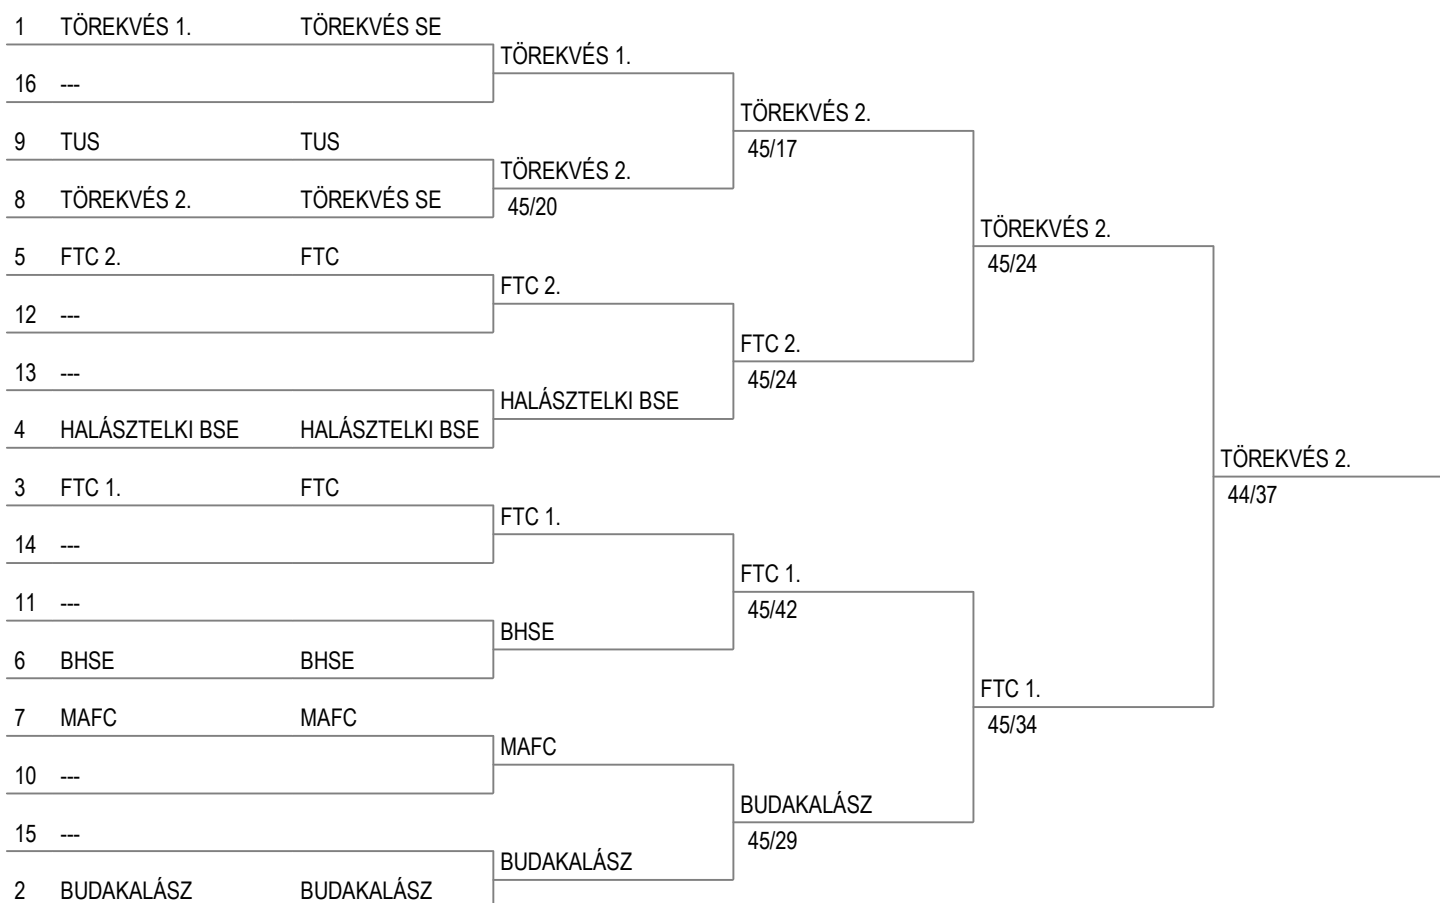 1 TÖREKVÉS 1. TÖREKVÉS SE
TÖREKVÉS 1.
16 ---
TÖREKVÉS 2.
45/17
9 TUS TUS
TÖREKVÉS 2.
45/20
8 TÖREKVÉS 2. TÖREKVÉS SE
TÖREKVÉS 2.
45/24
5 FTC 2. FTC
FTC 2.
12 ---
FTC 2.
45/24
13 ---
HALÁSZTELKI BSE
4 HALÁSZTELKI BSE HALÁSZTELKI BSE
TÖREKVÉS 2.
44/37
3 FTC 1. FTC
FTC 1.
14 ---
FTC 1.
45/42
11 ---
BHSE
6 BHSE BHSE
FTC 1.
45/34
7 MAFC MAFC
MAFC
10 ---
BUDAKALÁSZ
45/29
15 ---
BUDAKALÁSZ
2 BUDAKALÁSZ BUDAKALÁSZ